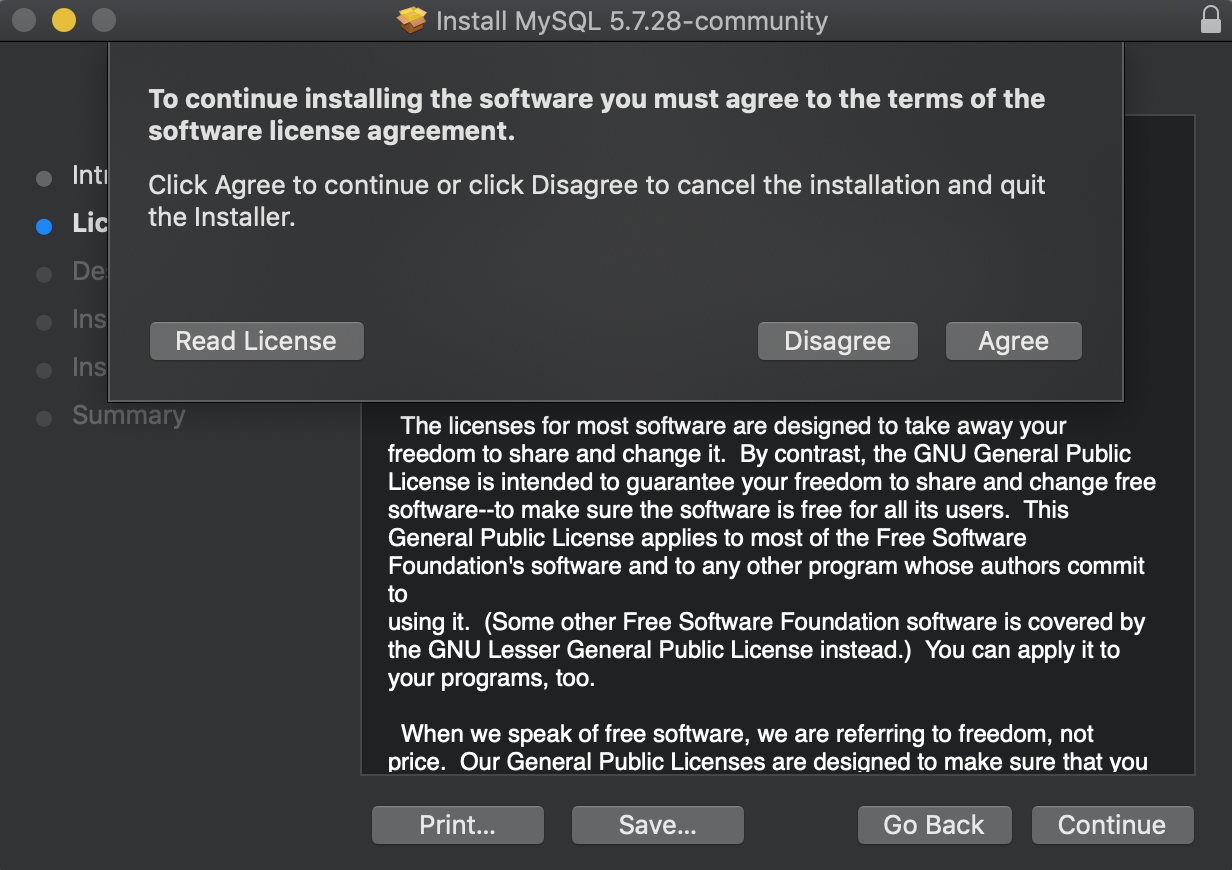 Install MySQL 5.7.28-community
To continue installing the software you must agree to the terms of the
software license agreement.
Click Agree to continue or click Disagree to cancel the installation and quit
the Installer.
Read License
Disagree
Agree
Lic
De
Ins
Ins
Summary
The licenses for most software are designed to take away your
freedom to share and change it.  By contrast, the GNU General Public
License is intended to guarantee your freedom to share and change free
software--to make sure the software is free for all its users.  This
General Public License applies to most of the Free Software
Foundation's software and to any other program whose authors commit
to
using it.  (Some other Free Software Foundation software is covered by
the GNU Lesser General Public License instead.)  You can apply it to
your programs, too.
When we speak of free software, we are referring to freedom, not
price.  Our General Public Licenses are designed to make sure that you
Print...
Save...
Go Back
Continue